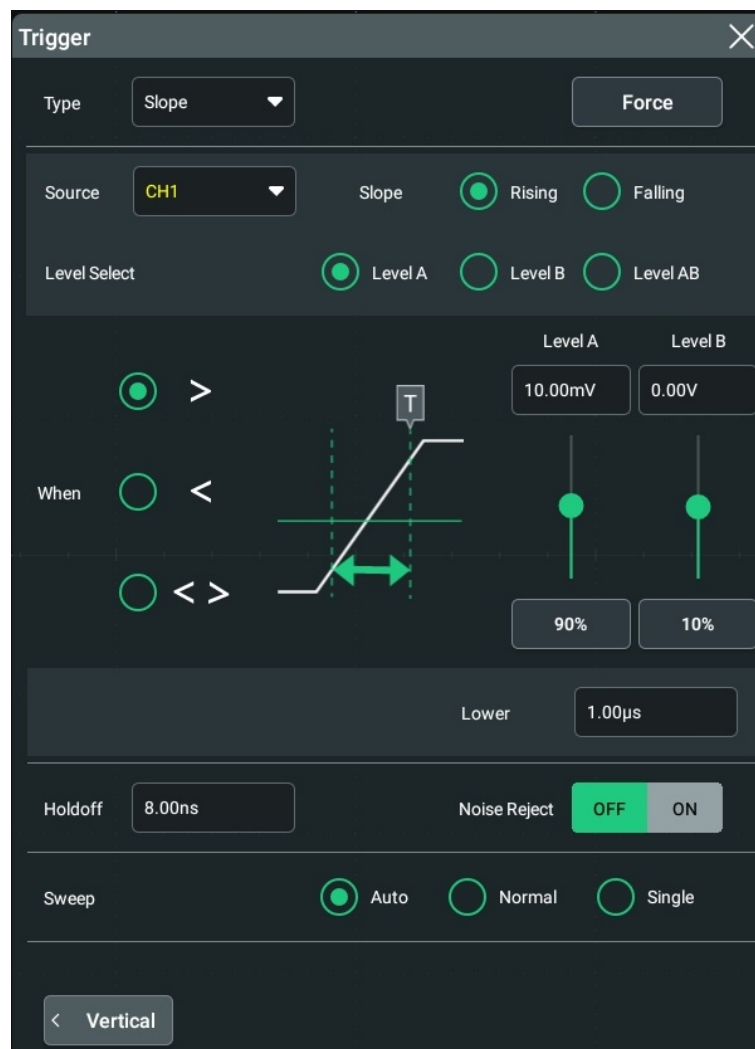 Trigger
Type Slope Force
Source CH1 Slope Rising Falling
Level Select Level A Level B Level AB
Level A Level B
> 10.00mV 0.00V
T
When <
< >
90% 10%
Lower 1.00µs
Holdoff 8.00ns Noise Reject OFF ON
Sweep Auto Normal Single
< Vertical